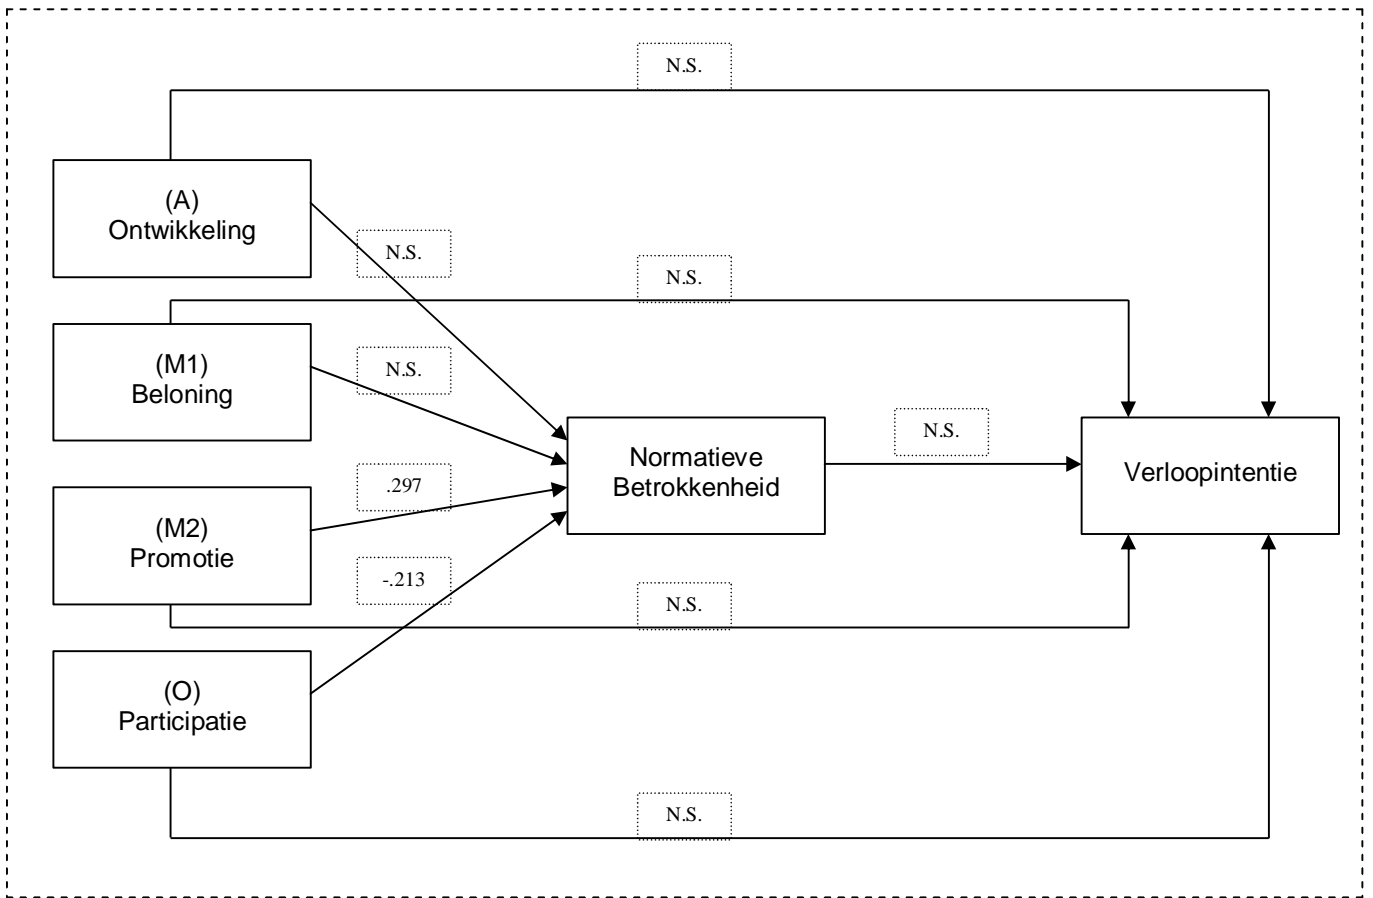 N.S.
(A)
Ontwikkeling
N.S.
N.S.
(M1)
Beloning
N.S.
N.S.
Normatieve
Betrokkenheid
Verloopintentie
.297
(M2)
Promotie
-.213
N.S.
(O)
Participatie
N.S.